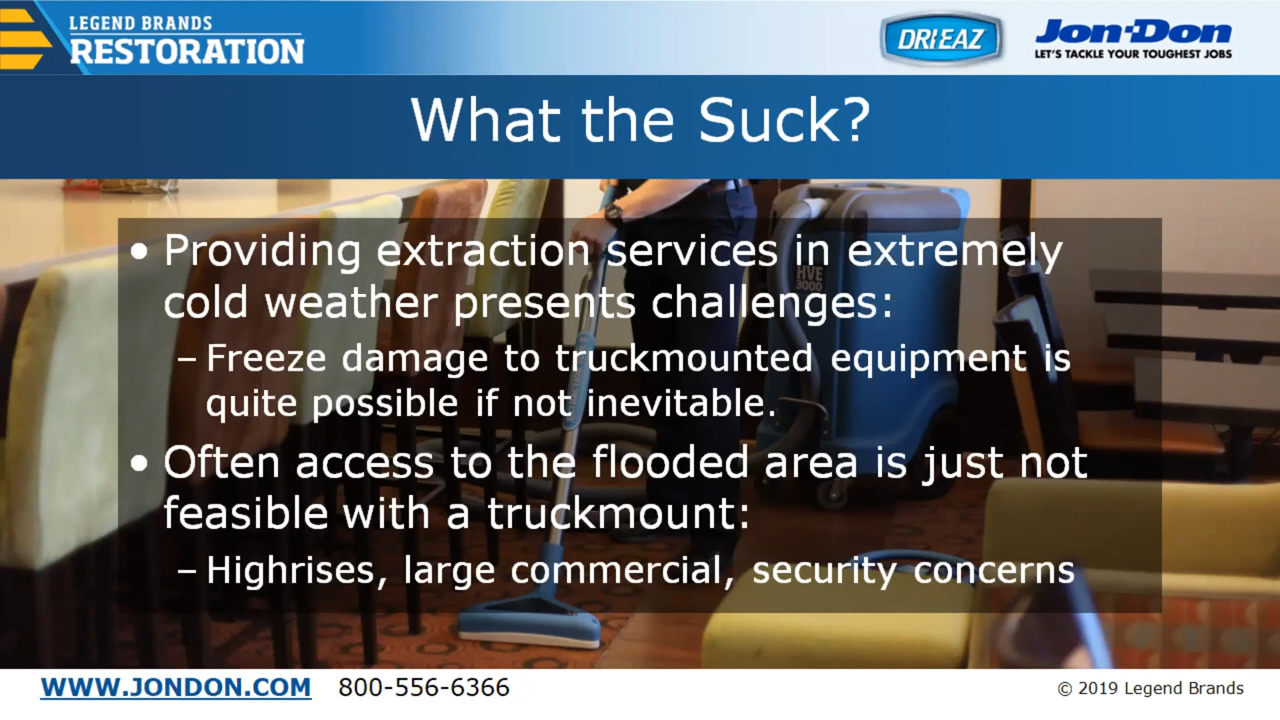 LEGEND BRANDS
RESTORATION
DRIEAZ
Jon-Don
LET'S TACKLE YOUR TOUGHEST JOBS
What the Suck?
• Providing extraction services in extremely
cold weather presents challenges:
– Freeze damage to truckmounted equipment is
quite possible if not inevitable.
• Often access to the flooded area is just not
feasible with a truckmount:
– Highrises, large commercial, security concerns
HVE
3000
WWW.JONDON.COM 800-556-6366
© 2019 Legend Brands